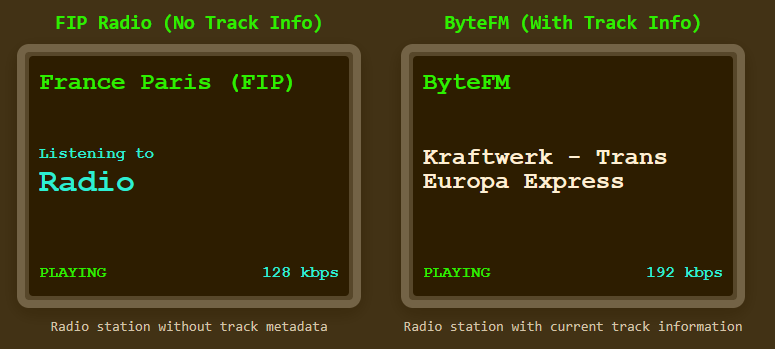 FIP Radio (No Track Info)
France Paris (FIP)
Listening to
Radio
PLAYING 128 kbps
Radio station without track metadata
ByteFM (With Track Info)
ByteFM
Kraftwerk – Trans
Europa Express
PLAYING 192 kbps
Radio station with current track information